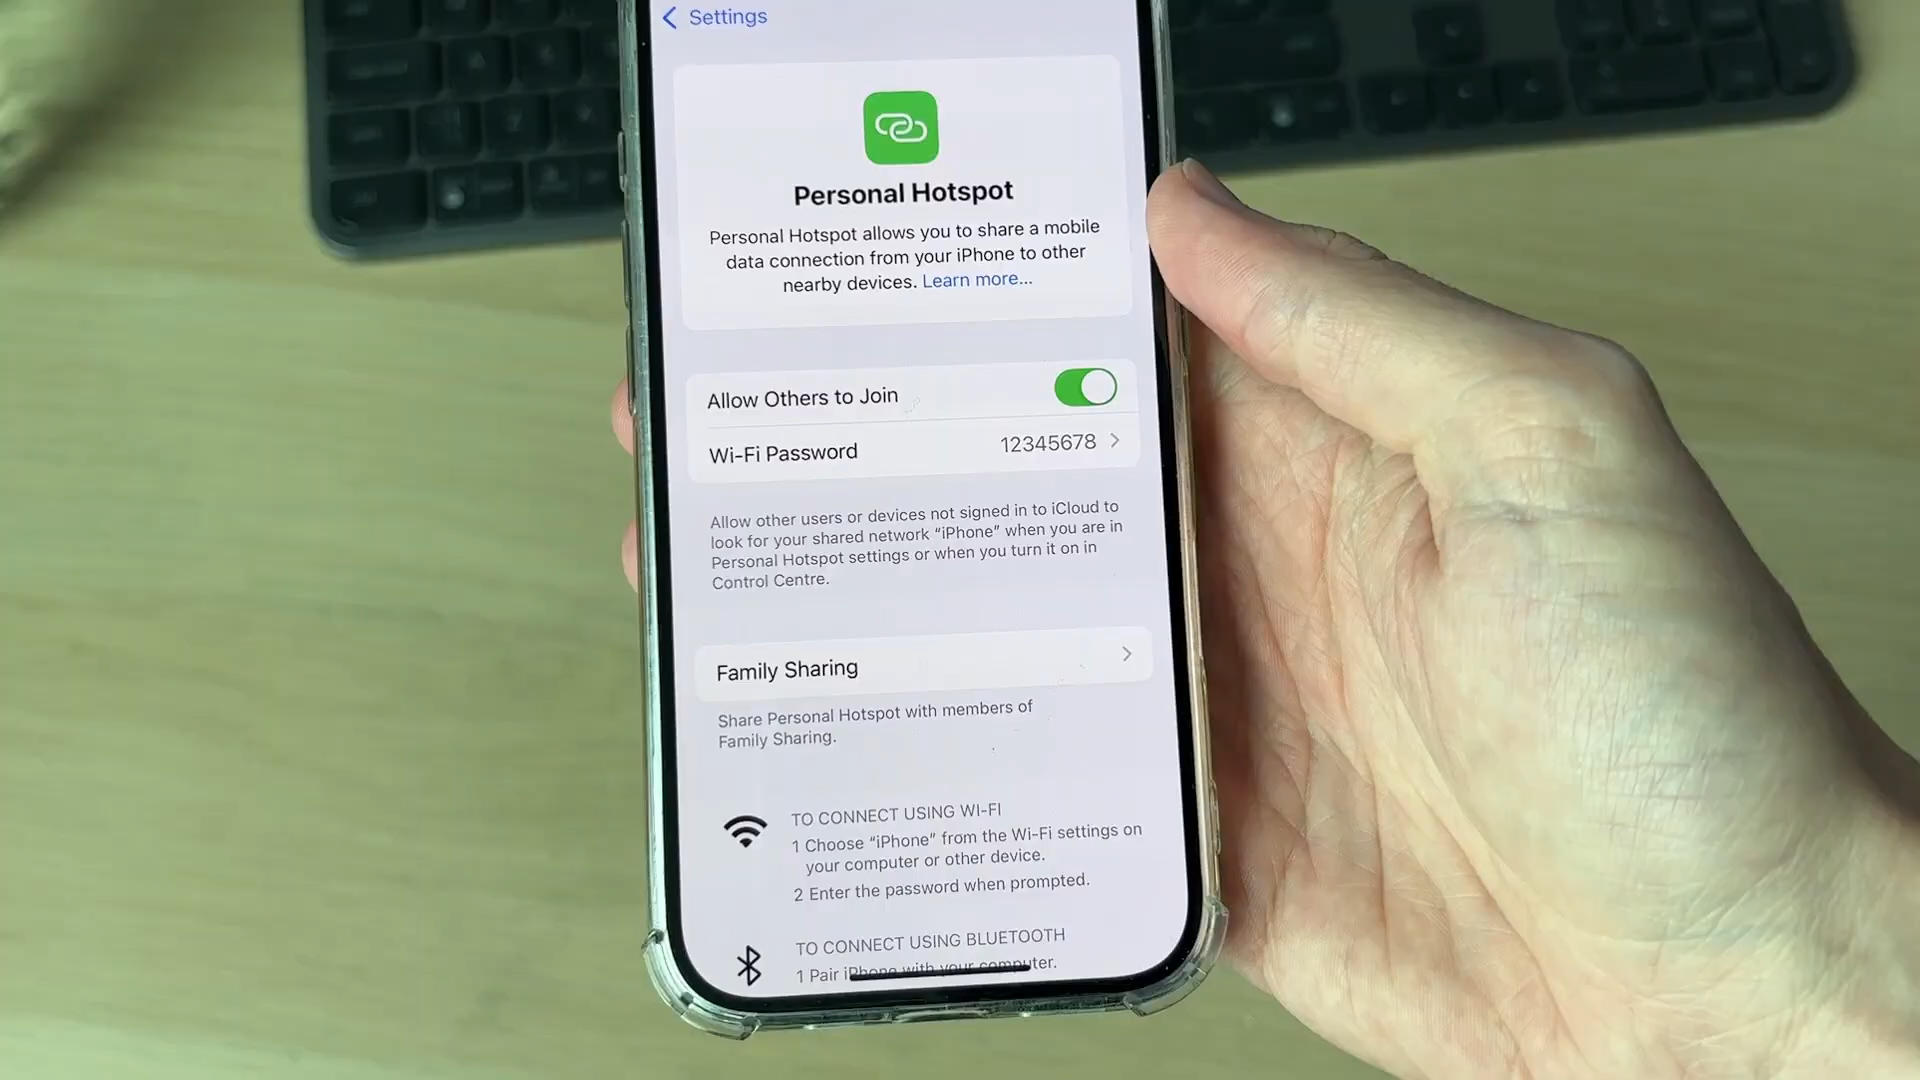 Settings
Personal Hotspot
Personal Hotspot allows you to share a mobile
data connection from your iPhone to other
nearby devices. Learn more...
Allow Others to Join
Wi-Fi Password 12345678
Allow other users or devices not signed in to iCloud to
look for your shared network “iPhone” when you are in
Personal Hotspot settings or when you turn it on in
Control Centre.
Family Sharing
Share Personal Hotspot with members of
Family Sharing.
TO CONNECT USING WI-FI
1 Choose “iPhone” from the Wi-Fi settings on
your computer or other device.
2 Enter the password when prompted.
TO CONNECT USING BLUETOOTH
1 Pair iPhone with your computer.